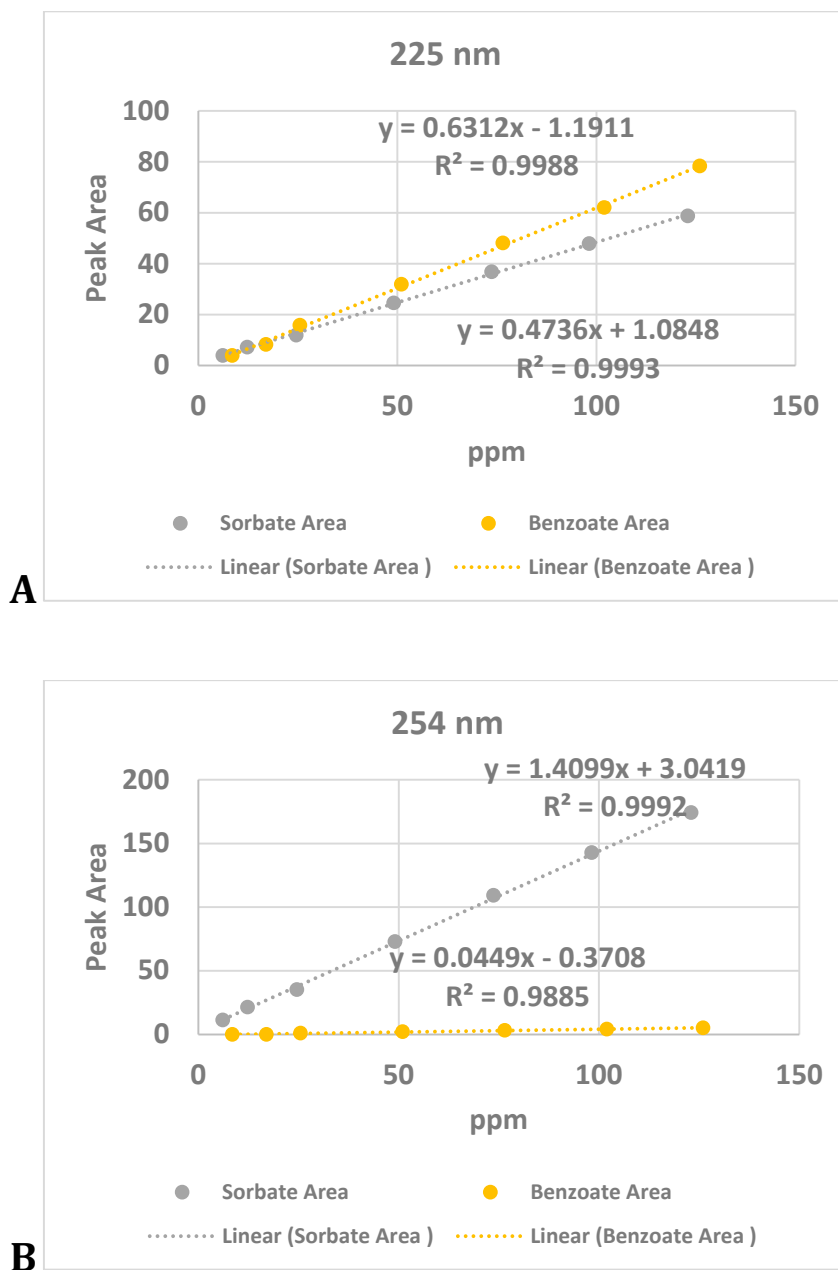 225 nm
100
80
60
40
20
0
Peak Area
y = 0.6312x - 1.1911
R² = 0.9988
y = 0.4736x + 1.0848
R² = 0.9993
0 50 100 150
ppm
Sorbate Area Benzoate Area
Linear (Sorbate Area ) Linear (Benzoate Area )
A
254 nm
200
150
100
50
0
Peak Area
y = 1.4099x + 3.0419
R² = 0.9992
y = 0.0449x - 0.3708
R² = 0.9885
0 50 100 150
ppm
Sorbate Area Benzoate Area
Linear (Sorbate Area ) Linear (Benzoate Area )
B